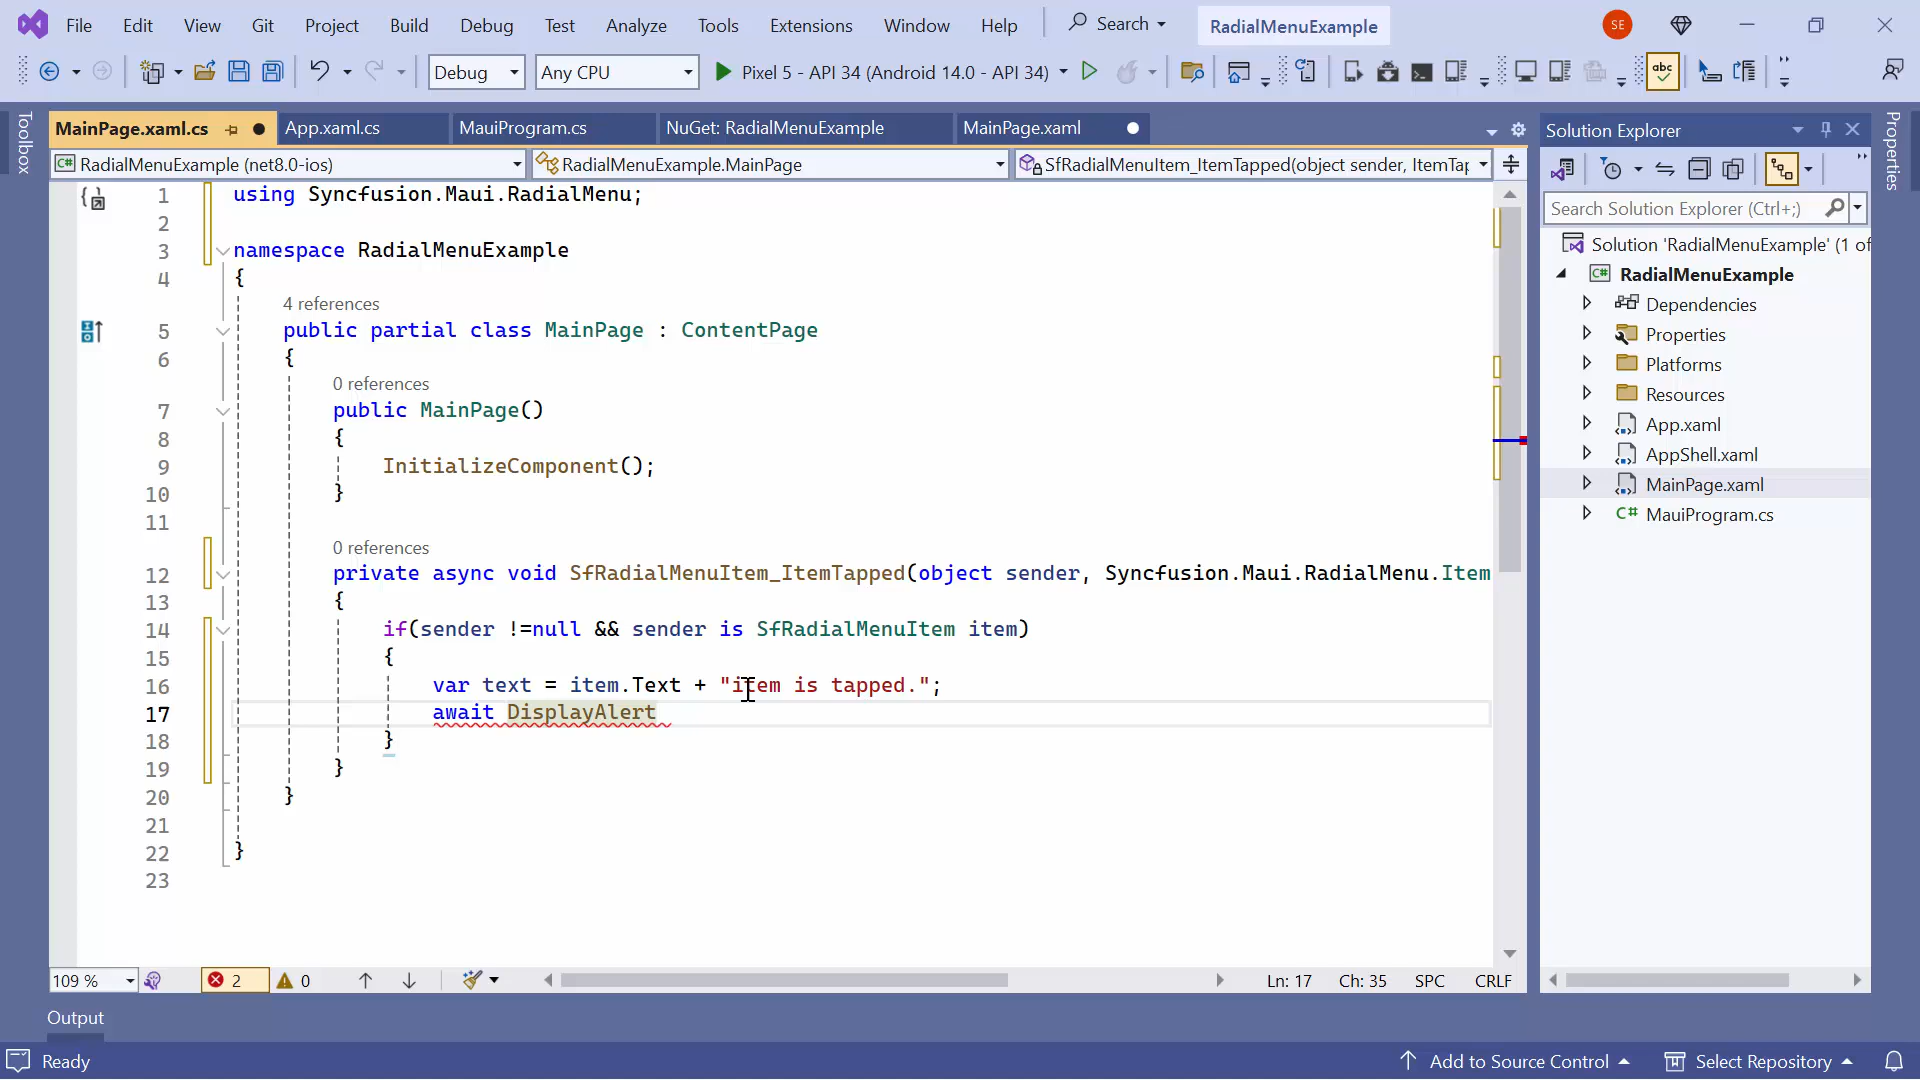 File Edit View Git Project Build Debug Test Analyze Tools Extensions Window Help Search RadialMenuExample SE
Debug Any CPU Pixel 5 - API 34 (Android 14.0 - API 34) abc
Toolbox
MainPage.xaml.cs App.xaml.cs MauiProgram.cs NuGet: RadialMenuExample MainPage.xaml
RadialMenuExample (net8.0-ios) RadialMenuExample.MainPage SfRadialMenuItem_ItemTapped(object sender, ItemTap
1 using Syncfusion.Maui.RadialMenu;
2
3 namespace RadialMenuExample
4 {
4 references
5 public partial class MainPage : ContentPage
6 {
0 references
7 public MainPage()
8 {
9 InitializeComponent();
10 }
11
0 references
12 private async void SfRadialMenuItem_ItemTapped(object sender, Syncfusion.Maui.RadialMenu.Item
13 {
14 if(sender !=null && sender is SfRadialMenuItem item)
15 {
16 var text = item.Text + "item is tapped.";
17 await DisplayAlert
18 }
19 }
20 }
21
22 }
23
109 % 2 0 Ln: 17 Ch: 35 SPC CRLF
Solution Explorer
Search Solution Explorer (Ctrl+;)
Solution 'RadialMenuExample' (1 of
C# RadialMenuExample
Dependencies
Properties
Platforms
Resources
App.xaml
AppShell.xaml
MainPage.xaml
C# MauiProgram.cs
Properties
Output
Ready Add to Source Control Select Repository